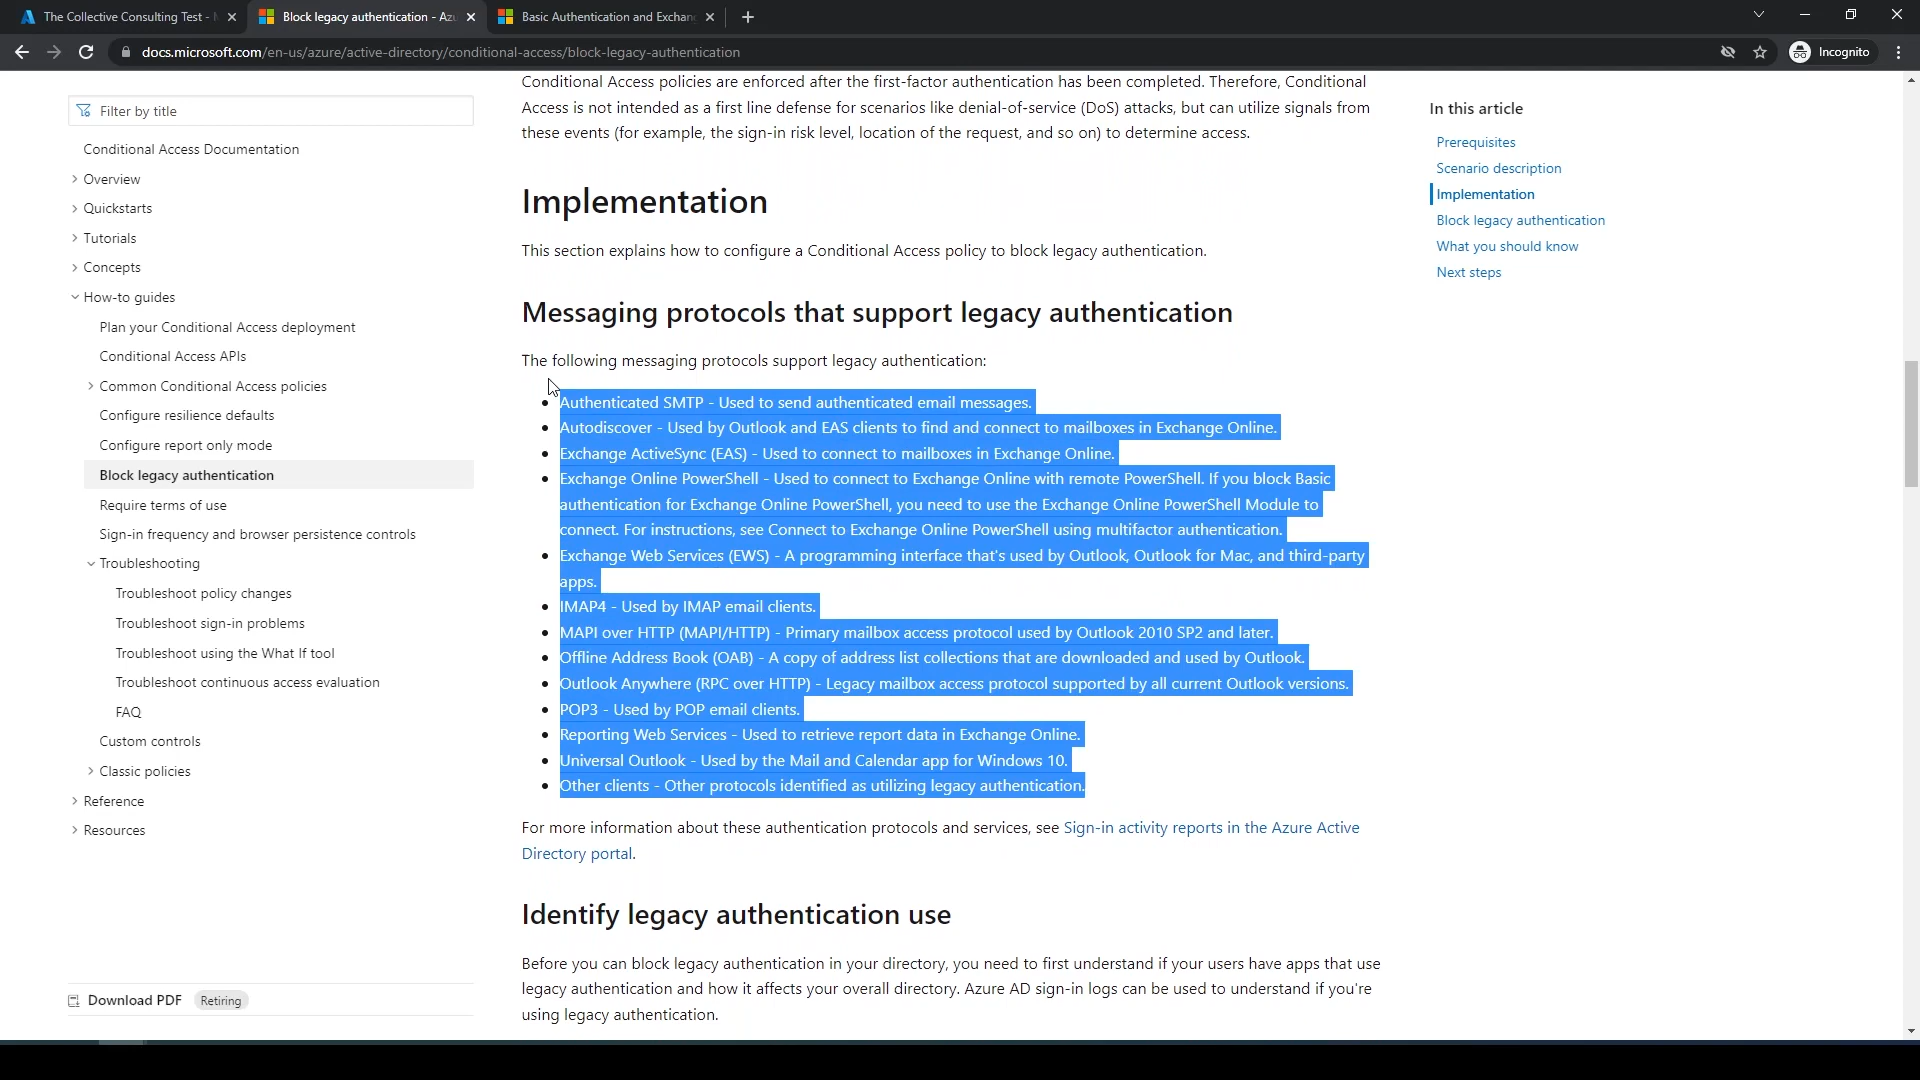 The Collective Consulting Test -
Block legacy authentication - Az
Basic Authentication and Exchan
docs.microsoft.com/en-us/azure/active-directory/conditional-access/block-legacy-authentication
Incognito
Filter by title
Conditional Access Documentation
Overview
Quickstarts
Tutorials
Concepts
How-to guides
Plan your Conditional Access deployment
Conditional Access APIs
Common Conditional Access policies
Configure resilience defaults
Configure report only mode
Block legacy authentication
Require terms of use
Sign-in frequency and browser persistence controls
Troubleshooting
Troubleshoot policy changes
Troubleshoot sign-in problems
Troubleshoot using the What If tool
Troubleshoot continuous access evaluation
FAQ
Custom controls
Classic policies
Reference
Resources
Download PDF Retiring
Conditional Access policies are enforced after the first-factor authentication has been completed. Therefore, Conditional
Access is not intended as a first line defense for scenarios like denial-of-service (DoS) attacks, but can utilize signals from
these events (for example, the sign-in risk level, location of the request, and so on) to determine access.
Implementation
This section explains how to configure a Conditional Access policy to block legacy authentication.
Messaging protocols that support legacy authentication
The following messaging protocols support legacy authentication:
Authenticated SMTP - Used to send authenticated email messages.
Autodiscover - Used by Outlook and EAS clients to find and connect to mailboxes in Exchange Online.
Exchange ActiveSync (EAS) - Used to connect to mailboxes in Exchange Online.
Exchange Online PowerShell - Used to connect to Exchange Online with remote PowerShell. If you block Basic
authentication for Exchange Online PowerShell, you need to use the Exchange Online PowerShell Module to
connect. For instructions, see Connect to Exchange Online PowerShell using multifactor authentication.
Exchange Web Services (EWS) - A programming interface that's used by Outlook, Outlook for Mac, and third-party
apps.
IMAP4 - Used by IMAP email clients.
MAPI over HTTP (MAPI/HTTP) - Primary mailbox access protocol used by Outlook 2010 SP2 and later.
Offline Address Book (OAB) - A copy of address list collections that are downloaded and used by Outlook.
Outlook Anywhere (RPC over HTTP) - Legacy mailbox access protocol supported by all current Outlook versions.
POP3 - Used by POP email clients.
Reporting Web Services - Used to retrieve report data in Exchange Online.
Universal Outlook - Used by the Mail and Calendar app for Windows 10.
Other clients - Other protocols identified as utilizing legacy authentication.
For more information about these authentication protocols and services, see Sign-in activity reports in the Azure Active
Directory portal.
Identify legacy authentication use
Before you can block legacy authentication in your directory, you need to first understand if your users have apps that use
legacy authentication and how it affects your overall directory. Azure AD sign-in logs can be used to understand if you're
using legacy authentication.
In this article
Prerequisites
Scenario description
Implementation
Block legacy authentication
What you should know
Next steps